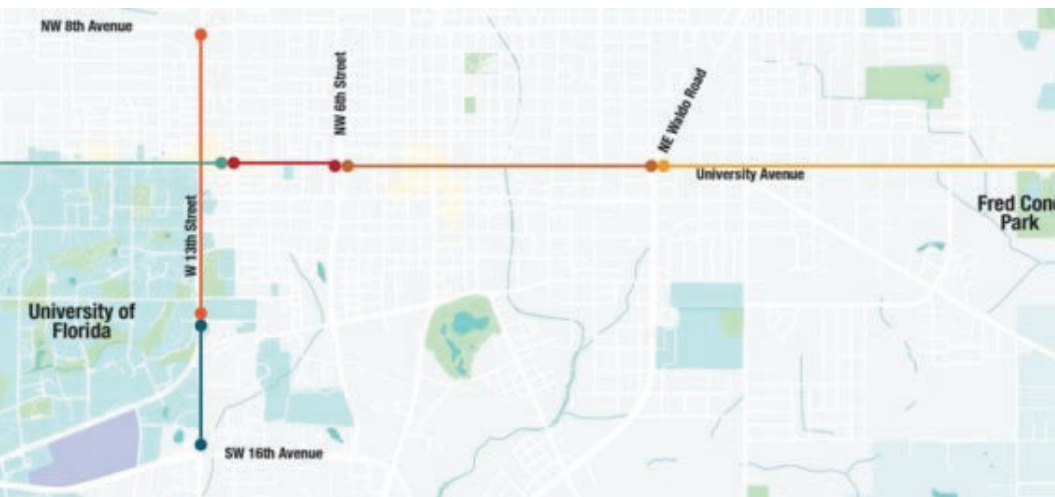 NW 8th Avenue
NW 6th Street
NE Waldo Road
University Avenue
W 13th Street
Fred Cone
Park
University of
Florida
SW 16th Avenue